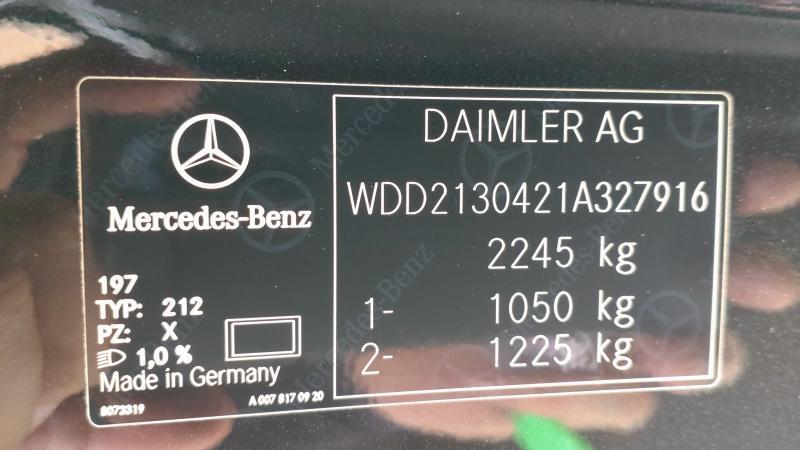 Mercedes-Benz
197
TYP: 212
PZ: X
1,0 %
Made in Germany
8073319
A 007 817 09 20
DAIMLER AG
WDD2130421A327916
2245 kg
1- 1050 kg
2- 1225 kg